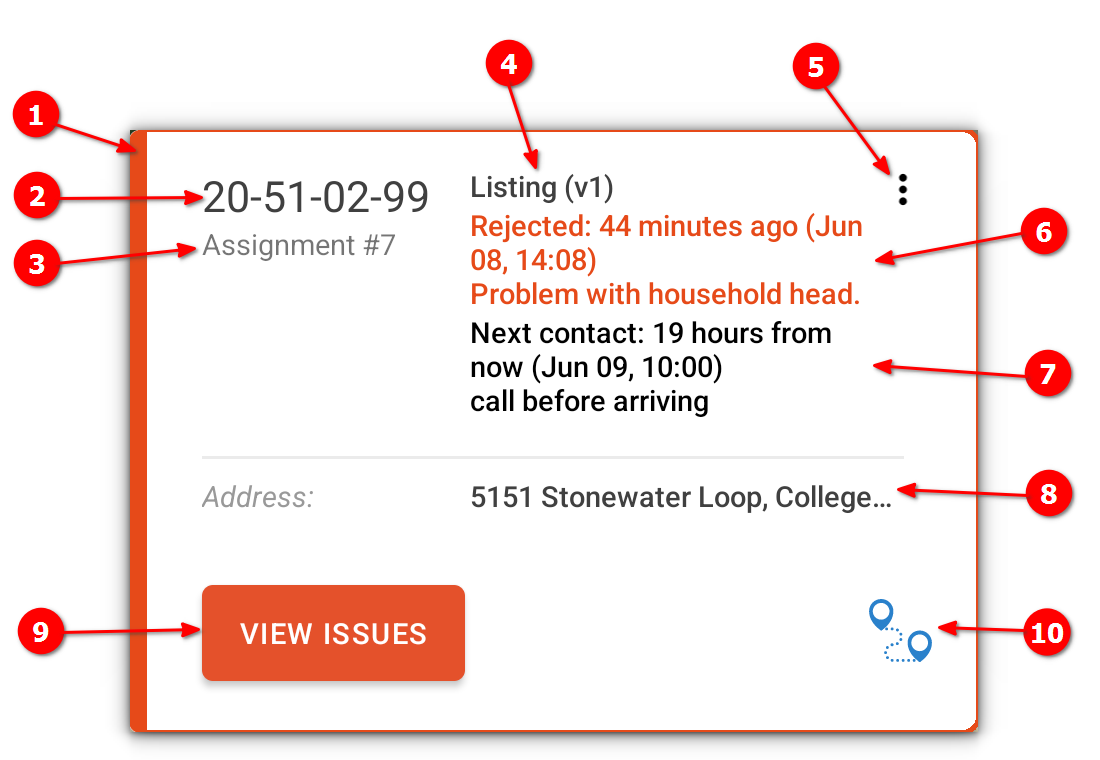 4
5
1
2
20-51-02-99
Listing (v1)
3
Assignment #7
Rejected: 44 minutes ago (Jun
08, 14:08)
Problem with household head.
6
Next contact: 19 hours from
now (Jun 09, 10:00)
call before arriving
7
Address:
5151 Stonewater Loop, College...
8
9
VIEW ISSUES
10